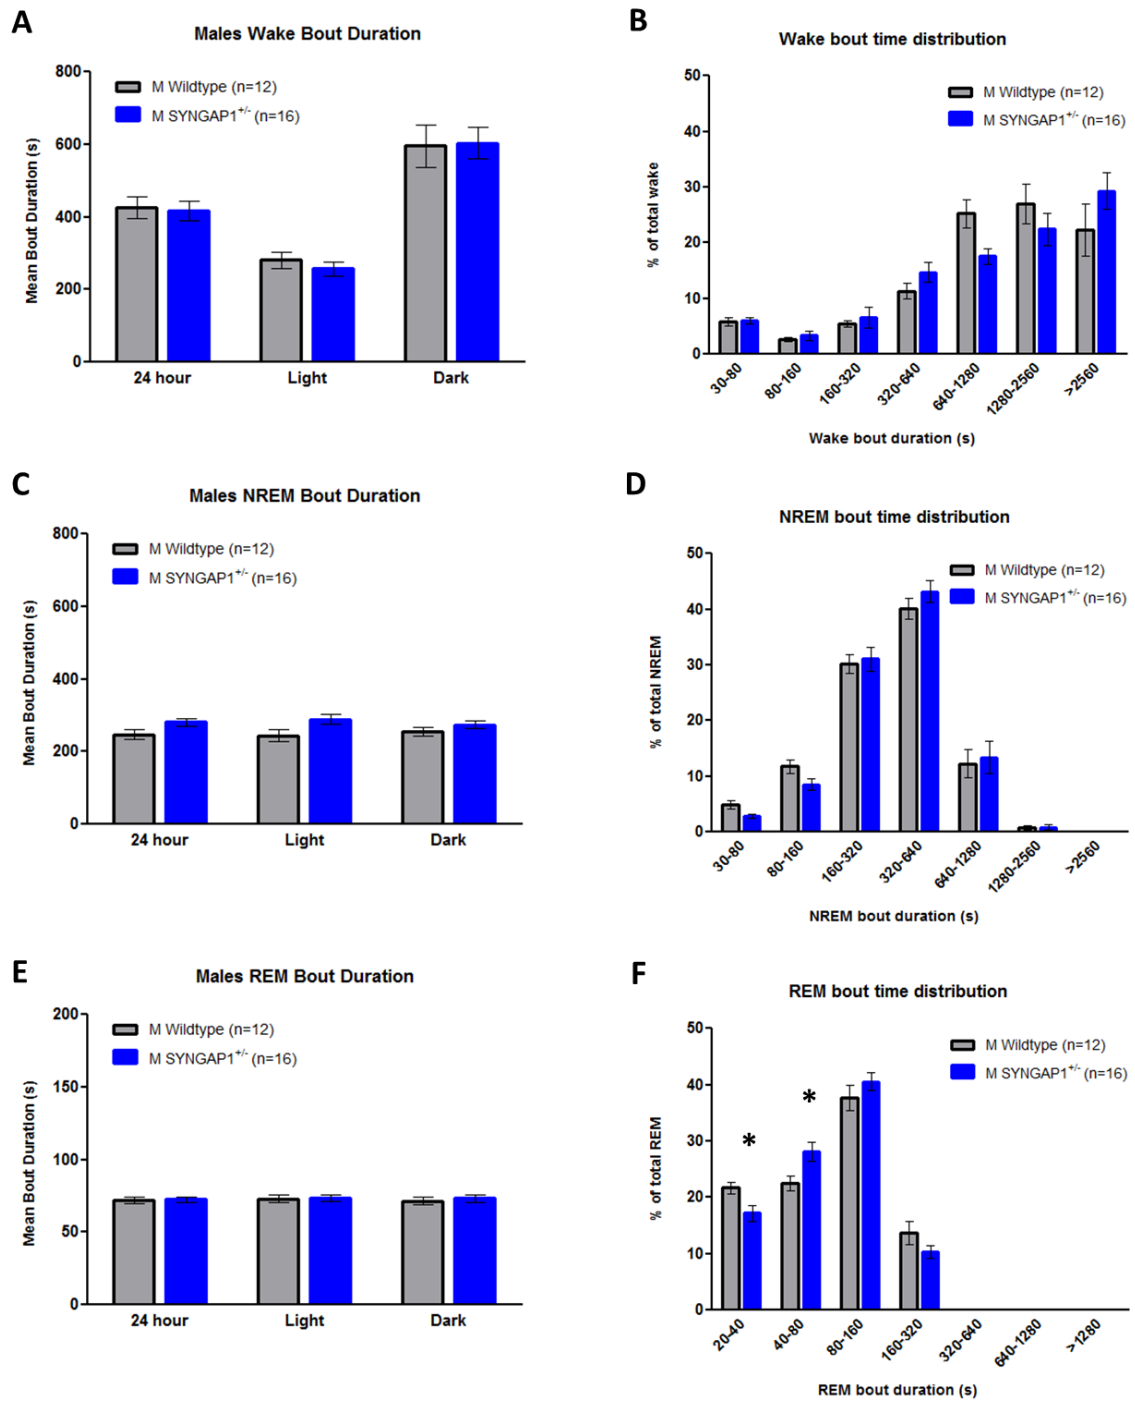 A
Males Wake Bout Duration
M Wildtype (n=12)
M SYNGAP1+/- (n=16)
Mean Bout Duration (s)
800
600
400
200
0
24 hour Light Dark
B
Wake bout time distribution
M Wildtype (n=12)
M SYNGAP1+/- (n=16)
% of total wake
50
40
30
20
10
0
30-80 80-160 160-320 320-640 640-1280 1280-2560 >2560
Wake bout duration (s)
C
Males NREM Bout Duration
M Wildtype (n=12)
M SYNGAP1+/- (n=16)
Mean Bout Duration (s)
800
600
400
200
0
24 hour Light Dark
D
NREM bout time distribution
M Wildtype (n=12)
M SYNGAP1+/- (n=16)
% of total NREM
50
40
30
20
10
0
30-80 80-160 160-320 320-640 640-1280 1280-2560 >2560
NREM bout duration (s)
E
Males REM Bout Duration
M Wildtype (n=12)
M SYNGAP1+/- (n=16)
Mean Bout Duration (s)
200
150
100
50
0
24 hour Light Dark
F
REM bout time distribution
M Wildtype (n=12)
M SYNGAP1+/- (n=16)
% of total REM
50
40
30
20
10
0
* *
20-40 40-80 80-160 160-320 320-640 640-1280 >1280
REM bout duration (s)